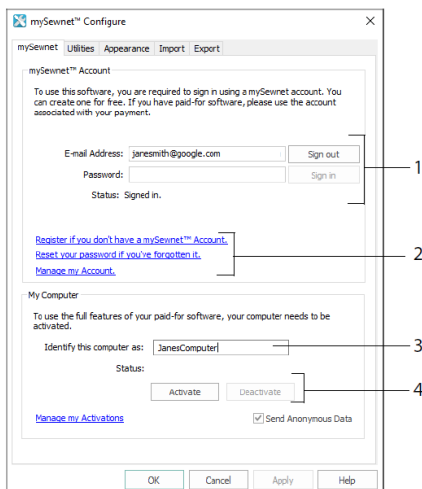 mySewnet™ Configure
mySewnet Utilities Appearance Import Export
mySewnet™ Account
To use this software, you are required to sign in using a mySewnet account. You
can create one for free. If you have paid-for software, please use the account
associated with your payment.
E-mail Address: janesmith@google.com Sign out
1
Password: Sign in
Status: Signed in.
Register if you don't have a mySewnet™ Account.
2
Reset your password if you've forgotten it.
Manage my Account.
My Computer
To use the full features of your paid-for software, your computer needs to be
activated.
Identify this computer as: JanesComputer 3
Status:
4
Activate Deactivate
Manage my Activations Send Anonymous Data
OK Cancel Apply Help